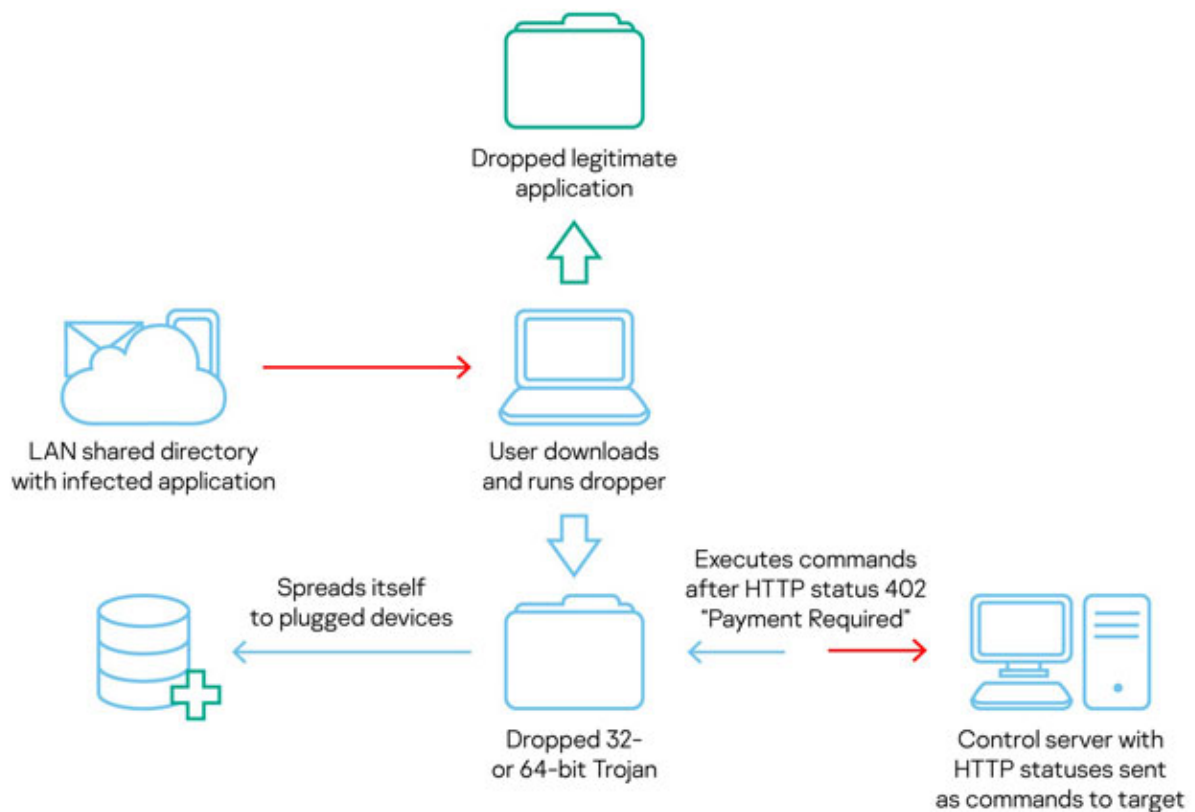 Dropped legitimate
application
LAN shared directory
with infected application
User downloads
and runs dropper
Spreads itself
to plugged devices
Executes commands
after HTTP status 402
"Payment Required"
Dropped 32-
or 64-bit Trojan
Control server with
HTTP statuses sent
as commands to target